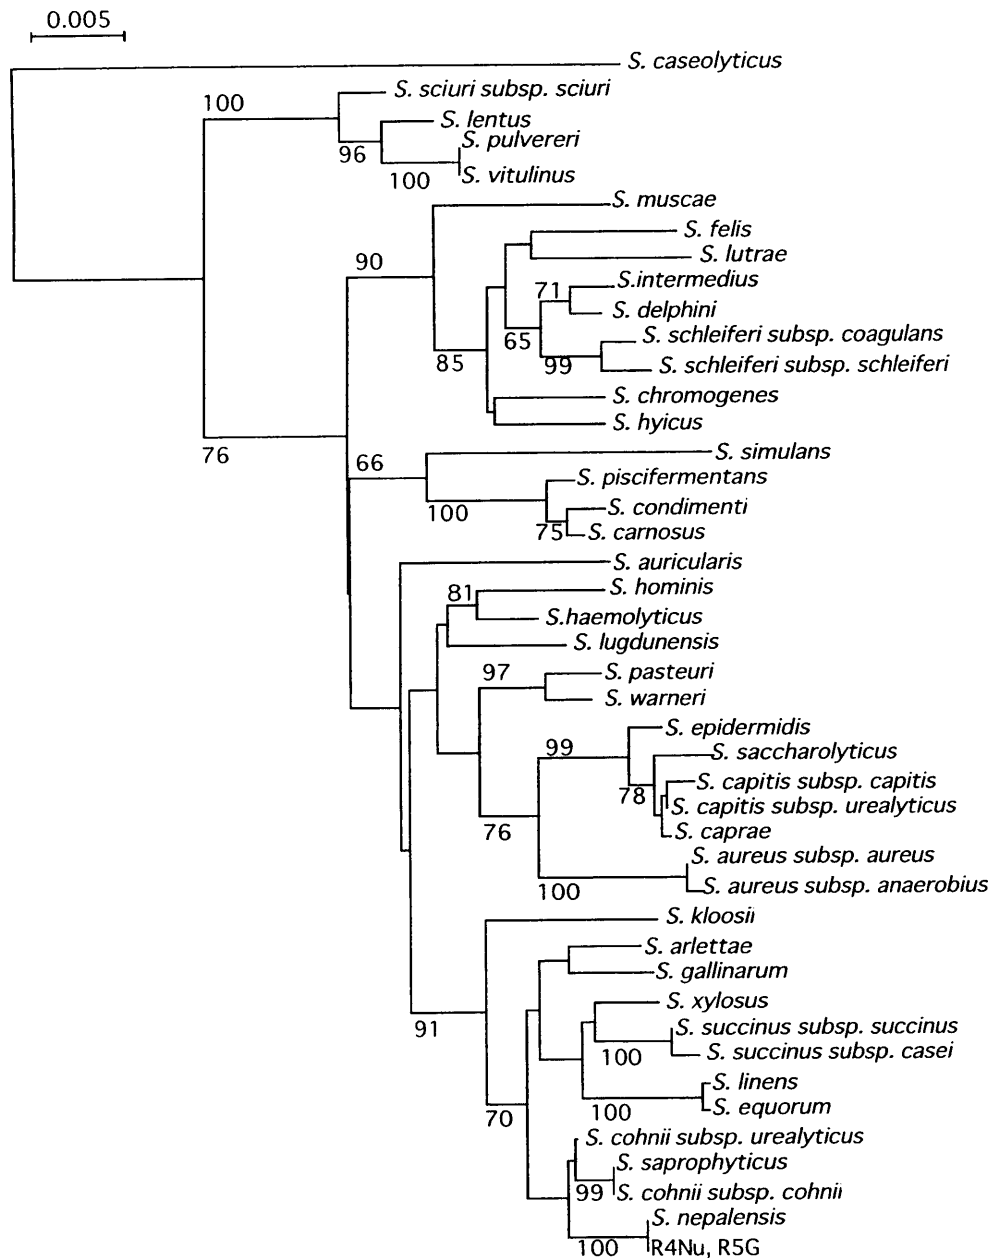 0.005
S. caseolyticus
S. sciuri subsp. sciuri
100
S. lentus
S. pulvereri
96
S. vitulinus
100
S. muscae
S. felis
S. lutrae
90
S.intermedius
71
S. delphini
S. schleiferi subsp. coagulans
65
85
99
S. schleiferi subsp. schleiferi
S. chromogenes
S. hyicus
76
S. simulans
66
S. piscifermentans
S. condimenti
100
75
S. carnosus
S. auricularis
S. hominis
81
S.haemolyticus
S. lugdunensis
97
S. pasteuri
S. warneri
S. epidermidis
99
S. saccharolyticus
S. capitis subsp. capitis
78
S. capitis subsp. urealyticus
76
S. caprae
S. aureus subsp. aureus
S. aureus subsp. anaerobius
100
S. kloosii
S. arlettae
S. gallinarum
S. xylosus
91
S. succinus subsp. succinus
S. succinus subsp. casei
100
S. linens
S. equorum
100
70
S. cohnii subsp. urealyticus
S. saprophyticus
99
S. cohnii subsp. cohnii
S. nepalensis
100
R4Nu, R5G